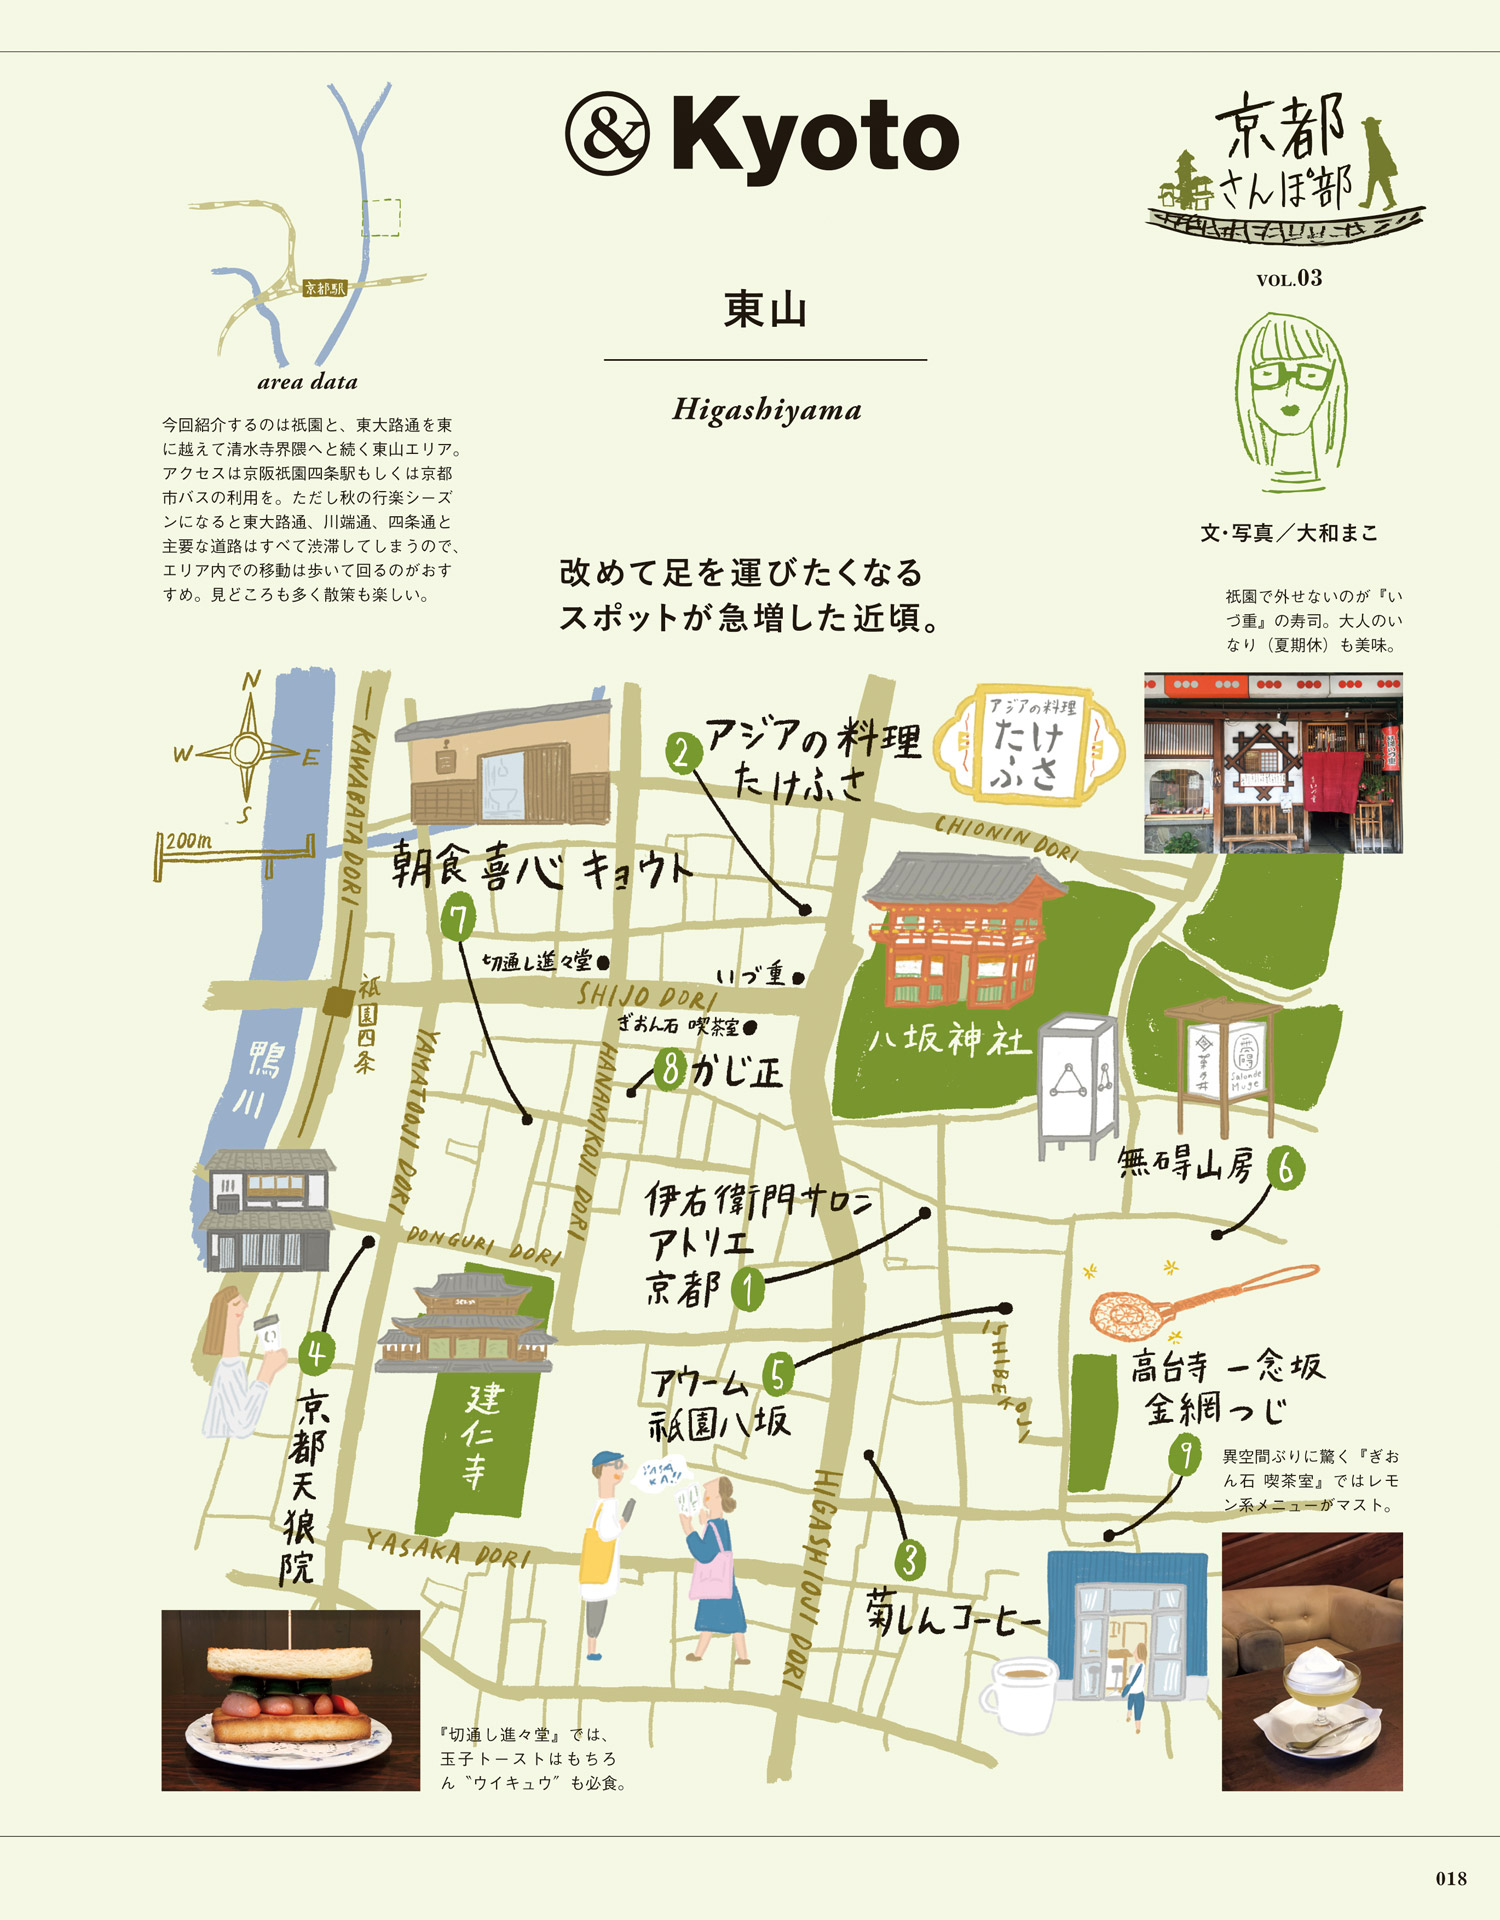 & Kyoto
京都
さんぽ部
VOL.03
京都駅
area data
東山
Higashiyama
今回紹介するのは祇園と、東大路通を東
に越えて清水寺界隈へと続く東山エリア。
アクセスは京阪祇園四条駅もしくは京都
市バスの利用を。ただし秋の行楽シーズ
ンになると東大路通、川端通、四条通と
主要な道路はすべて渋滞してしまうので、
エリア内での移動は歩いて回るのがおす
すめ。見どころも多く散策も楽しい。
改めて足を運びたくなる
スポットが急増した近頃。
文・写真／大和まこ
祇園で外せないのが『い
づ重』の寿司。大人のい
なり（夏期休）も美味。
N
W
E
S
200m
KAWABATA DORI
2 アジアの料理
たけふさ
アジアの料理
たけ
ふさ
CHIONIN DORI
朝食 喜心 キョウト
7
切通し進々堂
いづ重
SHIJO DORI
祇園四条
ぎおん石 喫茶室
八坂神社
鴨川
YAMATOJI DORI
HANAMIKOJI DORI
8 かじ正
無碍
Salon de
Muge
菊乃井
無碍山房 6
伊右衛門サロン
アトリエ
京都 1
DONGURI DORI
4
京都天狼院
建仁寺
アウーム 5
祇園八坂
ISHIBEKOJI
高台寺 一念坂
金網つじ
9
異空間ぶりに驚く『ぎお
ん石 喫茶室』ではレモ
ン系メニューがマスト。
YASAKA DORI
HIGASHIOJI DORI
3
菊しんコーヒー
『切通し進々堂』では、
玉子トーストはもちろ
ん〝ウイキュウ〟も必食。
018